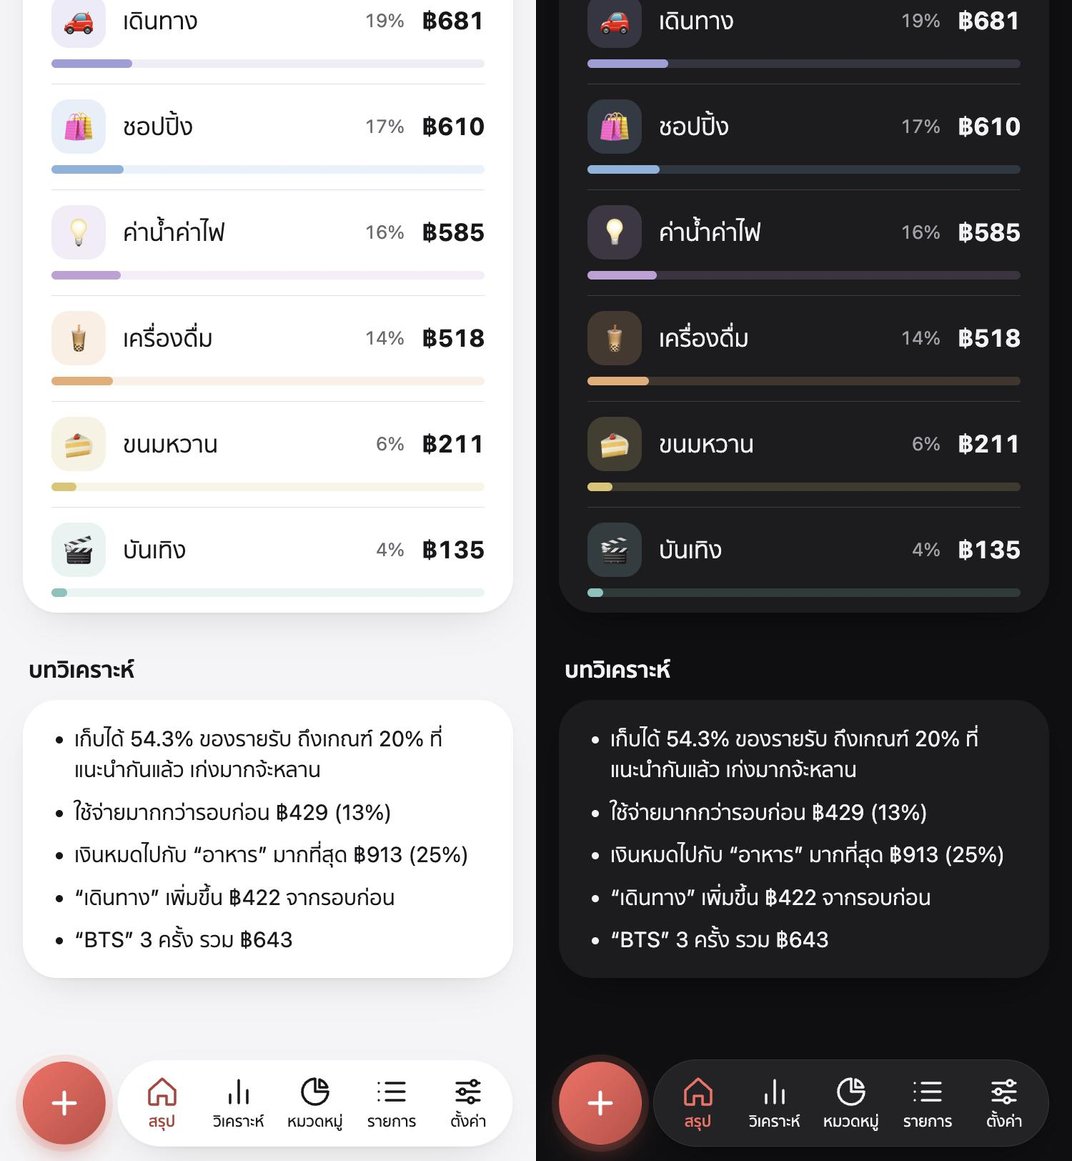 เดินทาง 19% ฿681
ชอปปิ้ง 17% ฿610
ค่าน้ำค่าไฟ 16% ฿585
เครื่องดื่ม 14% ฿518
ขนมหวาน 6% ฿211
บันเทิง 4% ฿135
บทวิเคราะห์
• เก็บได้ 54.3% ของรายรับ ถึงเกณฑ์ 20% ที่
แนะนำกันแล้ว เก่งมากจ้ะหลาน
• ใช้จ่ายมากกว่ารอบก่อน ฿429 (13%)
• เงินหมดไปกับ “อาหาร” มากที่สุด ฿913 (25%)
• “เดินทาง” เพิ่มขึ้น ฿422 จากรอบก่อน
• “BTS” 3 ครั้ง รวม ฿643
สรุป วิเคราะห์ หมวดหมู่ รายการ ตั้งค่า
เดินทาง 19% ฿681
ชอปปิ้ง 17% ฿610
ค่าน้ำค่าไฟ 16% ฿585
เครื่องดื่ม 14% ฿518
ขนมหวาน 6% ฿211
บันเทิง 4% ฿135
บทวิเคราะห์
• เก็บได้ 54.3% ของรายรับ ถึงเกณฑ์ 20% ที่
แนะนำกันแล้ว เก่งมากจ้ะหลาน
• ใช้จ่ายมากกว่ารอบก่อน ฿429 (13%)
• เงินหมดไปกับ “อาหาร” มากที่สุด ฿913 (25%)
• “เดินทาง” เพิ่มขึ้น ฿422 จากรอบก่อน
• “BTS” 3 ครั้ง รวม ฿643
สรุป วิเคราะห์ หมวดหมู่ รายการ ตั้งค่า